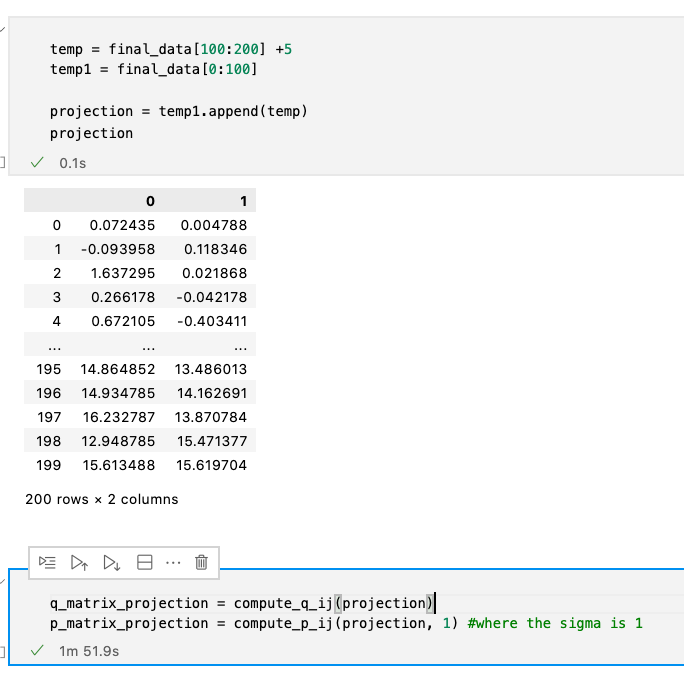 temp = final_data[100:200] +5
temp1 = final_data[0:100]
projection = temp1.append(temp)
projection
0.1s
0 1
0 0.072435 0.004788
1 -0.093958 0.118346
2 1.637295 0.021868
3 0.266178 -0.042178
4 0.672105 -0.403411
... ... ...
195 14.864852 13.486013
196 14.934785 14.162691
197 16.232787 13.870784
198 12.948785 15.471377
199 15.613488 15.619704
200 rows × 2 columns
q_matrix_projection = compute_q_ij(projection)
p_matrix_projection = compute_p_ij(projection, 1) #where the sigma is 1
1m 51.9s